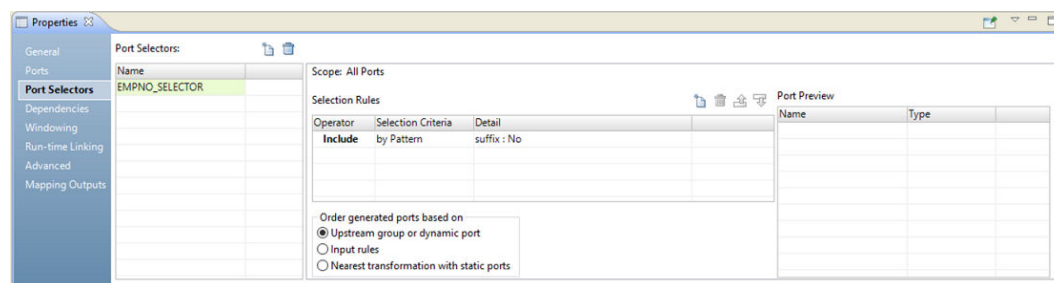 Properties
General
Ports
Port Selectors
Dependencies
Windowing
Run-time Linking
Advanced
Mapping Outputs
Port Selectors:
Name
EMPNO_SELECTOR
Scope: All Ports
Selection Rules
Operator Selection Criteria Detail
Include by Pattern suffix : No
Order generated ports based on
Upstream group or dynamic port
Input rules
Nearest transformation with static ports
Port Preview
Name Type